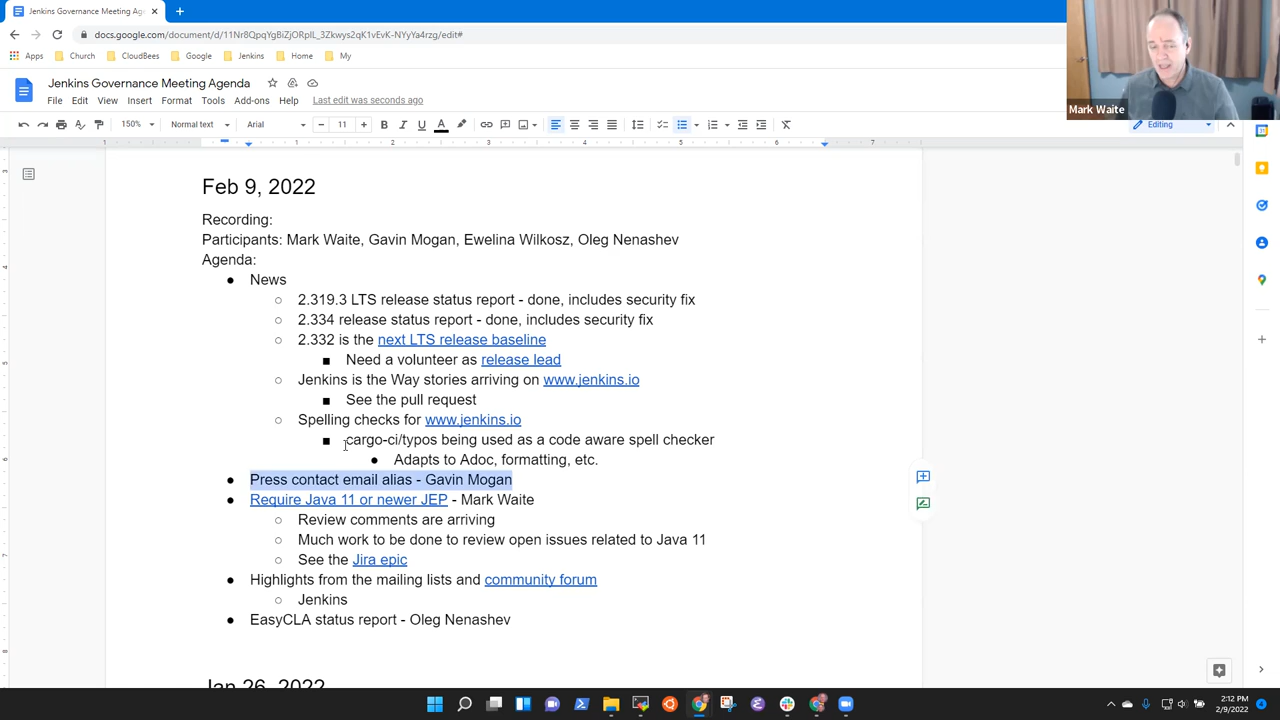 Jenkins Governance Meeting Ag
docs.google.com/document/d/11Nr8QpqYgBiZjORpIL_3Zkwys2qK1vEvK-NYyYa4rzg/edit#
Apps Church CloudBees Google Jenkins Home My
Jenkins Governance Meeting Agenda
File Edit View Insert Format Tools Add-ons Help Last edit was seconds ago
150% Normal text Arial 11 Editing
Mark Waite
1 1 2 3 4 5 6 7
Feb 9, 2022
Recording:
Participants: Mark Waite, Gavin Mogan, Ewelina Wilkosz, Oleg Nenashev
Agenda:
● News
○ 2.319.3 LTS release status report - done, includes security fix
○ 2.334 release status report - done, includes security fix
○ 2.332 is the next LTS release baseline
■ Need a volunteer as release lead
○ Jenkins is the Way stories arriving on www.jenkins.io
■ See the pull request
○ Spelling checks for www.jenkins.io
■ cargo-ci/typos being used as a code aware spell checker
● Adapts to Adoc, formatting, etc.
● Press contact email alias - Gavin Mogan
● Require Java 11 or newer JEP - Mark Waite
○ Review comments are arriving
○ Much work to be done to review open issues related to Java 11
○ See the Jira epic
● Highlights from the mailing lists and community forum
○ Jenkins
● EasyCLA status report - Oleg Nenashev
Jan 26, 2022
2:12 PM
2/9/2022